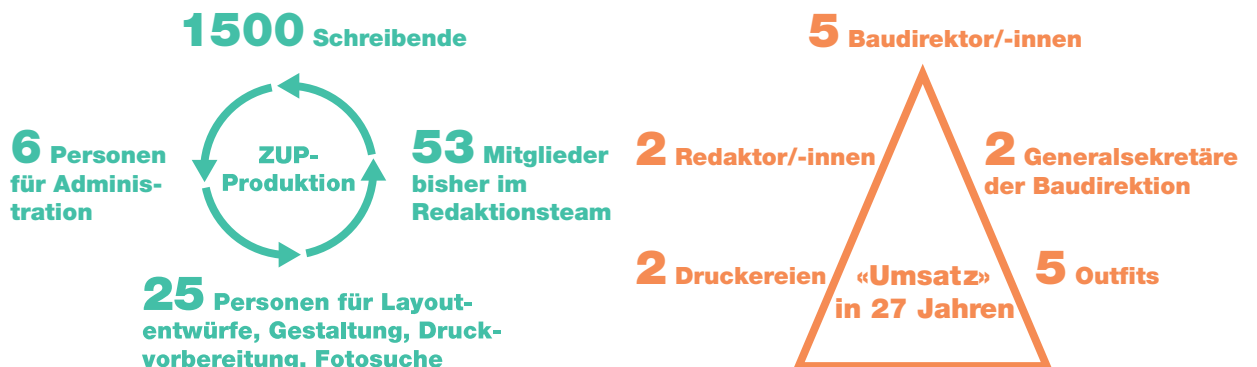 1500 Schreibende
6 Personen
für Adminis-
tration
ZUP-
Produktion
53 Mitglieder
bisher im
Redaktionsteam
25 Personen für Layout-
entwürfe, Gestaltung, Druck-
vorbereitung, Fotosuche
5 Baudirektor/-innen
2 Redaktor/-innen
2 Generalsekretäre
der Baudirektion
2 Druckereien
«Umsatz»
in 27 Jahren
5 Outfits